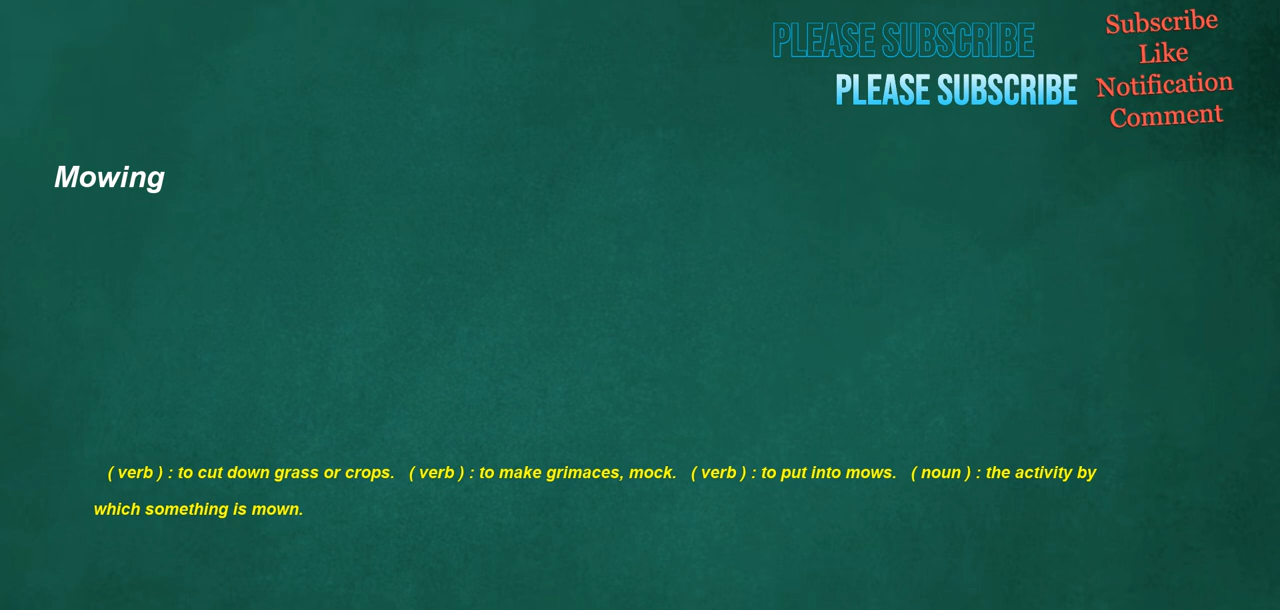 PLEASE SUBSCRIBE
PLEASE SUBSCRIBE
Subscribe
Like
Notification
Comment
Mowing
( verb ) : to cut down grass or crops. ( verb ) : to make grimaces, mock. ( verb ) : to put into mows. ( noun ) : the activity by
which something is mown.